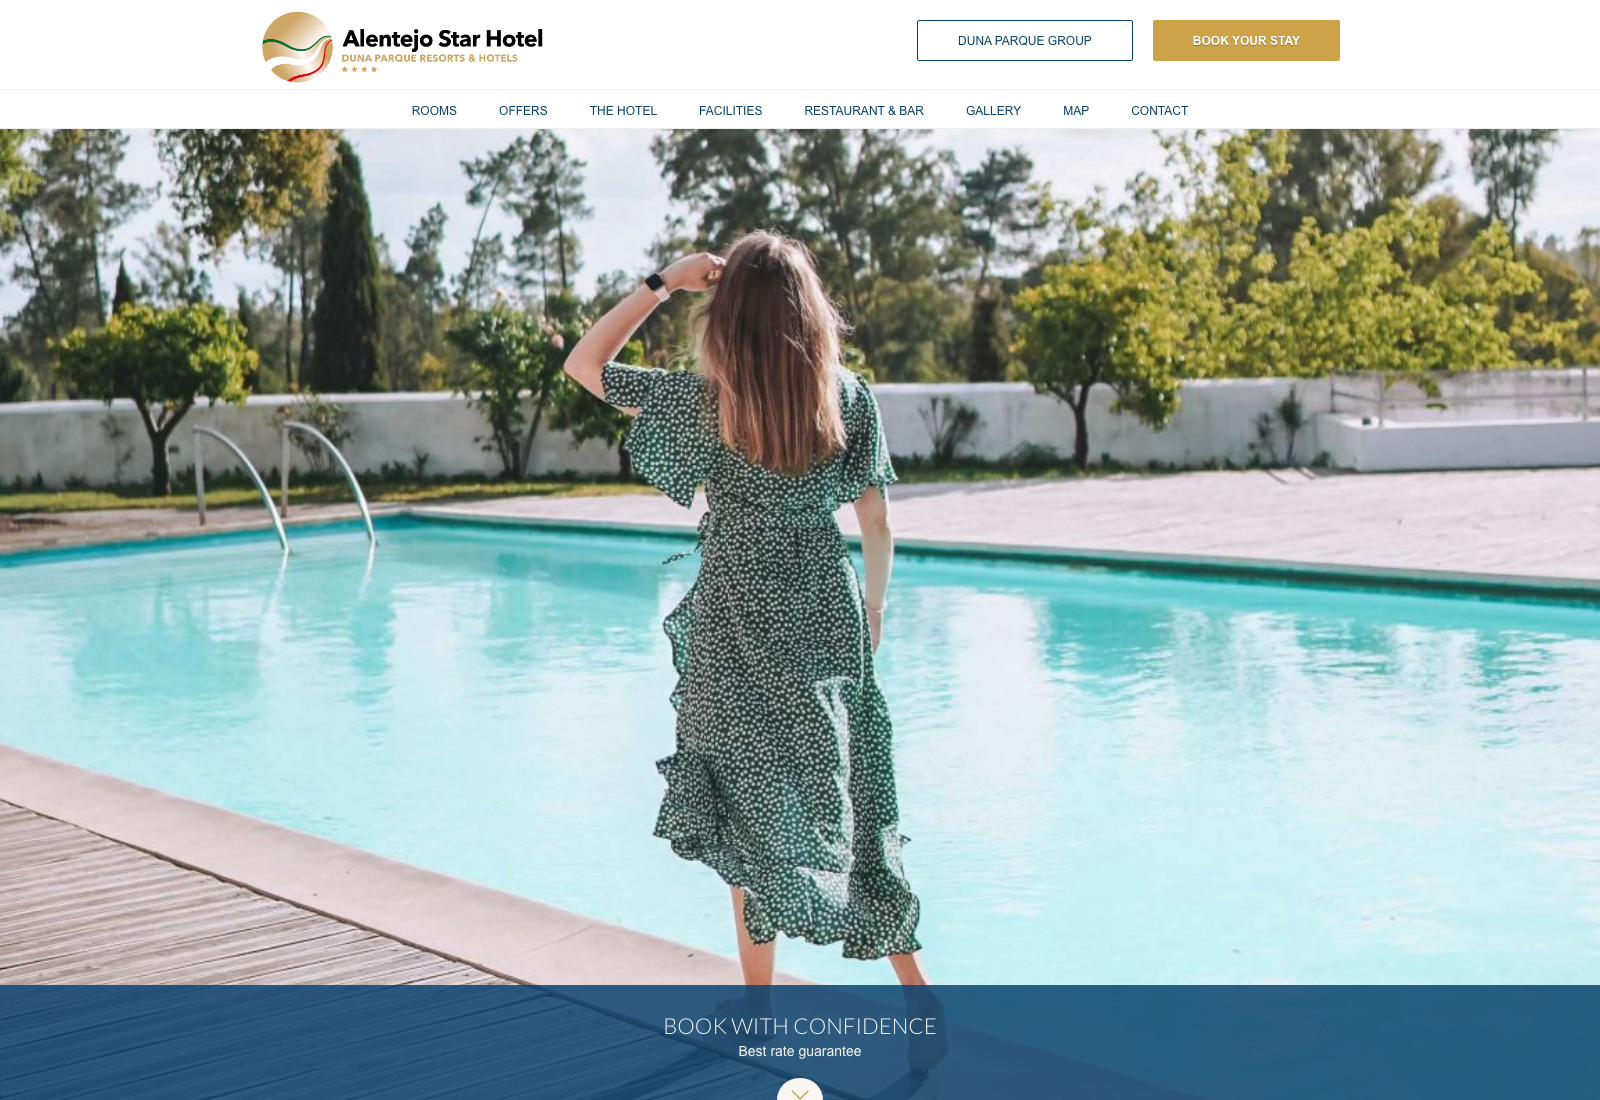 Alentejo Star Hotel
DUNA PARQUE RESORTS & HOTELS
DUNA PARQUE GROUP
BOOK YOUR STAY
ROOMS
OFFERS
THE HOTEL
FACILITIES
RESTAURANT & BAR
GALLERY
MAP
CONTACT
BOOK WITH CONFIDENCE
Best rate guarantee